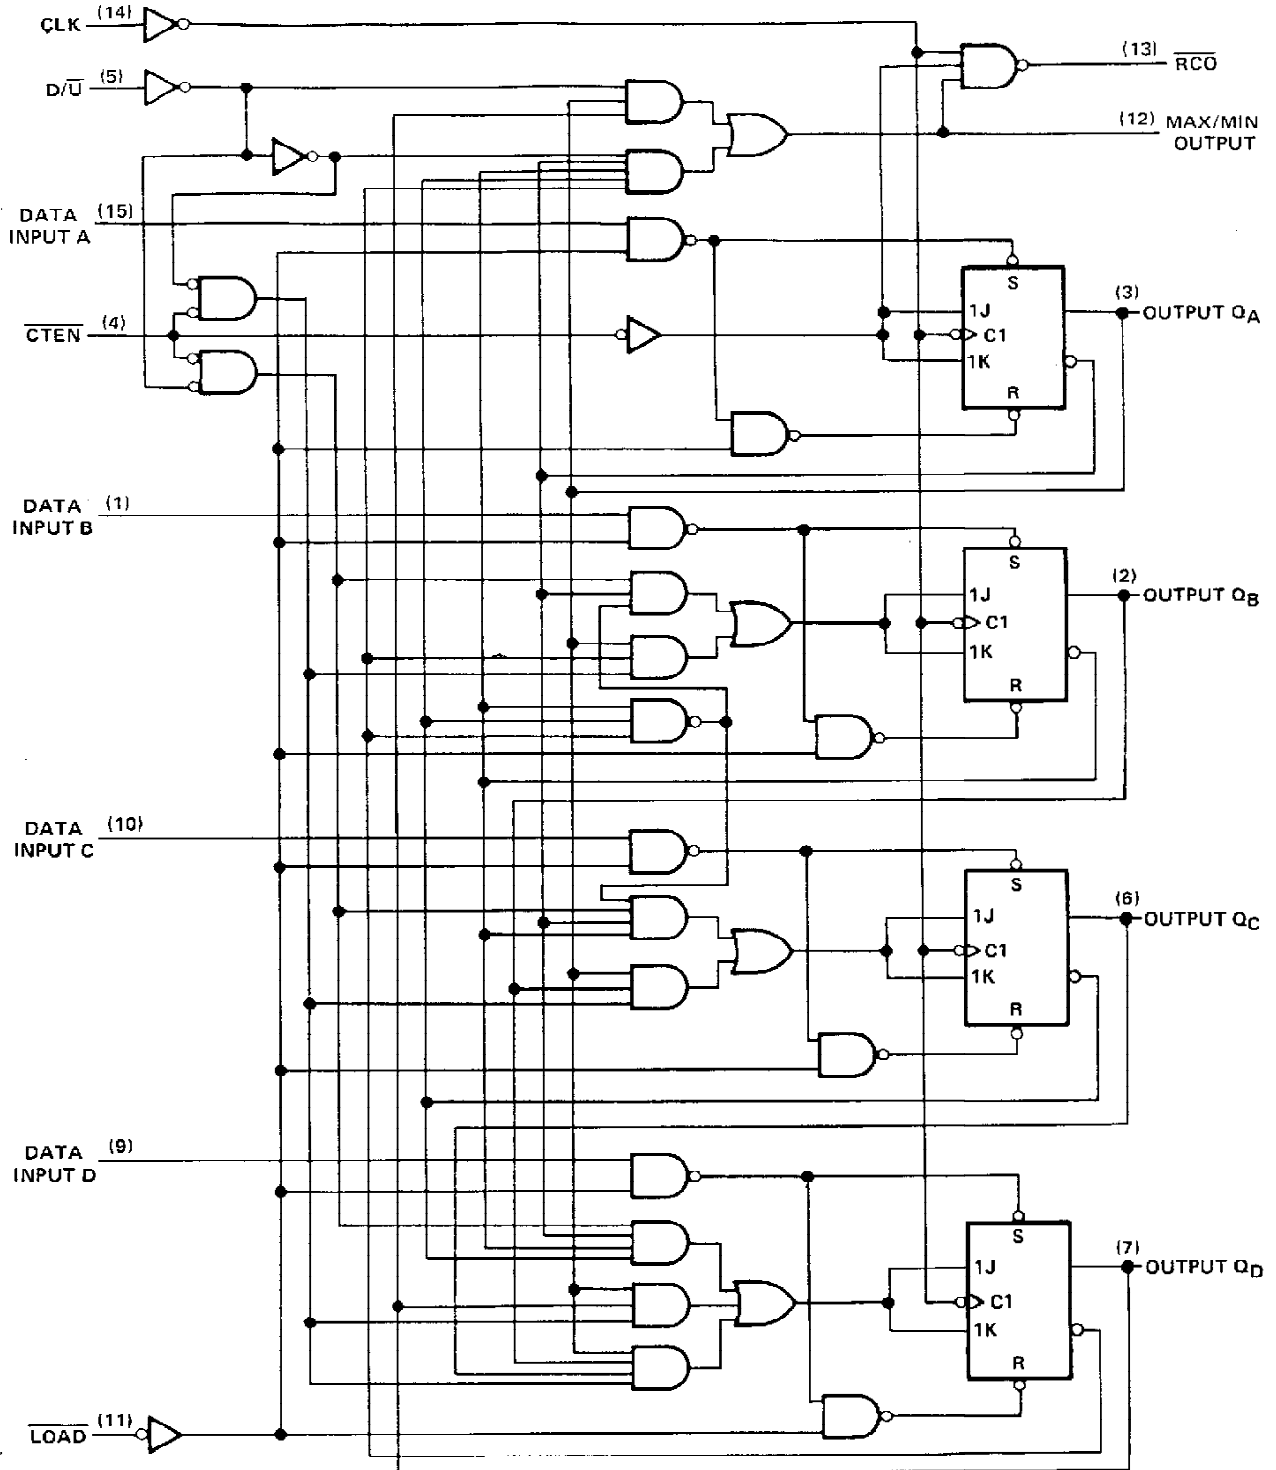 CLK (14)
(13) RCO
D/U (5)
(12) MAX/MIN
OUTPUT
DATA (15)
INPUT A
S
(3)
1J OUTPUT QA
CTEN (4)
C1
1K
R
DATA (1)
INPUT B
S
(2)
1J OUTPUT QB
C1
1K
R
DATA (10)
INPUT C
S
(6)
1J OUTPUT QC
C1
1K
R
DATA (9)
INPUT D
S
(7)
1J OUTPUT QD
C1
1K
R
LOAD (11)